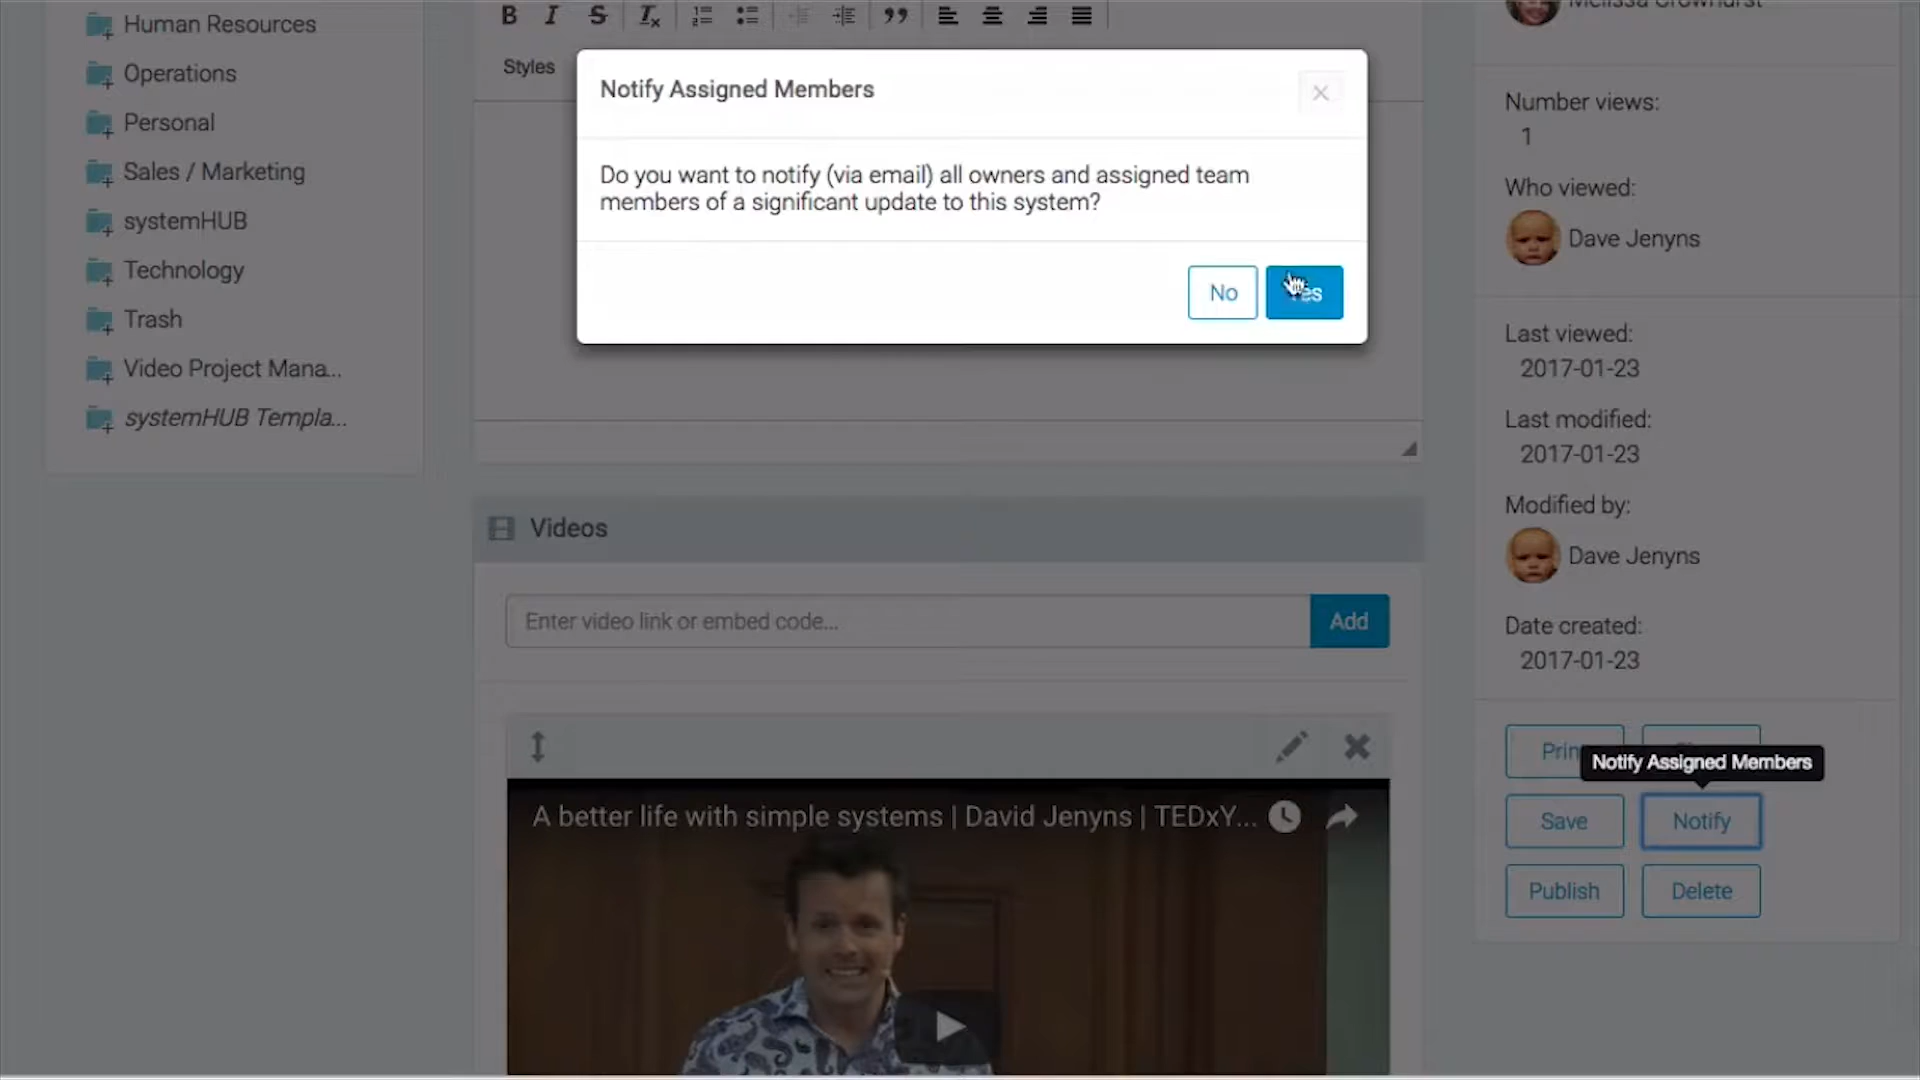 Human Resources
Operations
Personal
Sales / Marketing
systemHUB
Technology
Trash
Video Project Mana...
systemHUB Templa...
B I S Tx
Styles
Notify Assigned Members
Do you want to notify (via email) all owners and assigned team
members of a significant update to this system?
No
Videos
Enter video link or embed code...
Add
A better life with simple systems | David Jenyns | TEDxY...
Number views:
1
Who viewed:
Dave Jenyns
Last viewed:
2017-01-23
Last modified:
2017-01-23
Modified by:
Dave Jenyns
Date created:
2017-01-23
Notify Assigned Members
Save
Notify
Publish
Delete